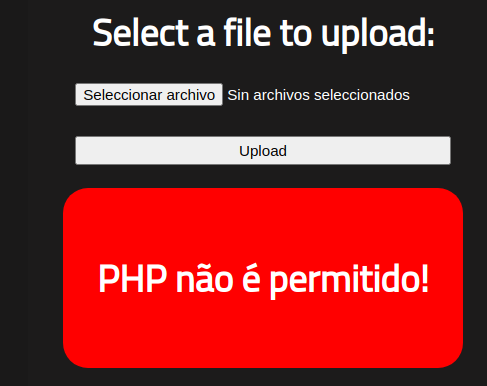 Select a file to upload:
Seleccionar archivo Sin archivos seleccionados
Upload
PHP não é permitido!